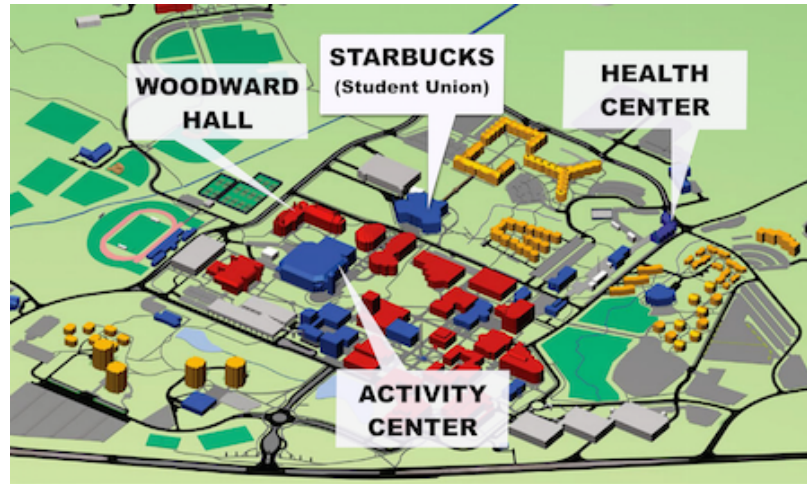 WOODWARD
HALL
STARBUCKS
(Student Union)
HEALTH
CENTER
ACTIVITY
CENTER